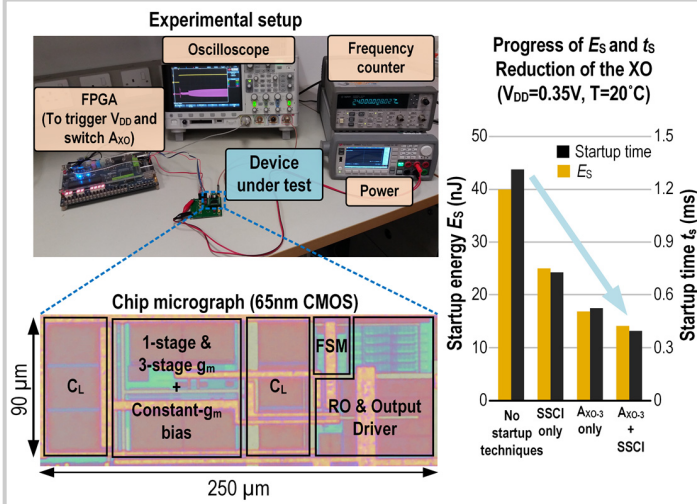 Experimental setup
Oscilloscope
Frequency
counter
FPGA
(To trigger VDD and
switch AXO)
Device
under test
Power
Chip micrograph (65nm CMOS)
90 μm
CL
1-stage &
3-stage gm
+
Constant-gm
bias
CL
FSM
RO & Output
Driver
250 μm
Progress of ES and tS
Reduction of the XO
(VDD=0.35V, T=20˚C)
Startup energy ES (nJ)
50
40
30
20
10
0
Startup time
ES
1.5
1.2
0.9
0.6
0.3
0
Startup time ts (ms)
No
startup
techniques
SSCI
only
AXO-3
only
AXO-3
+
SSCI